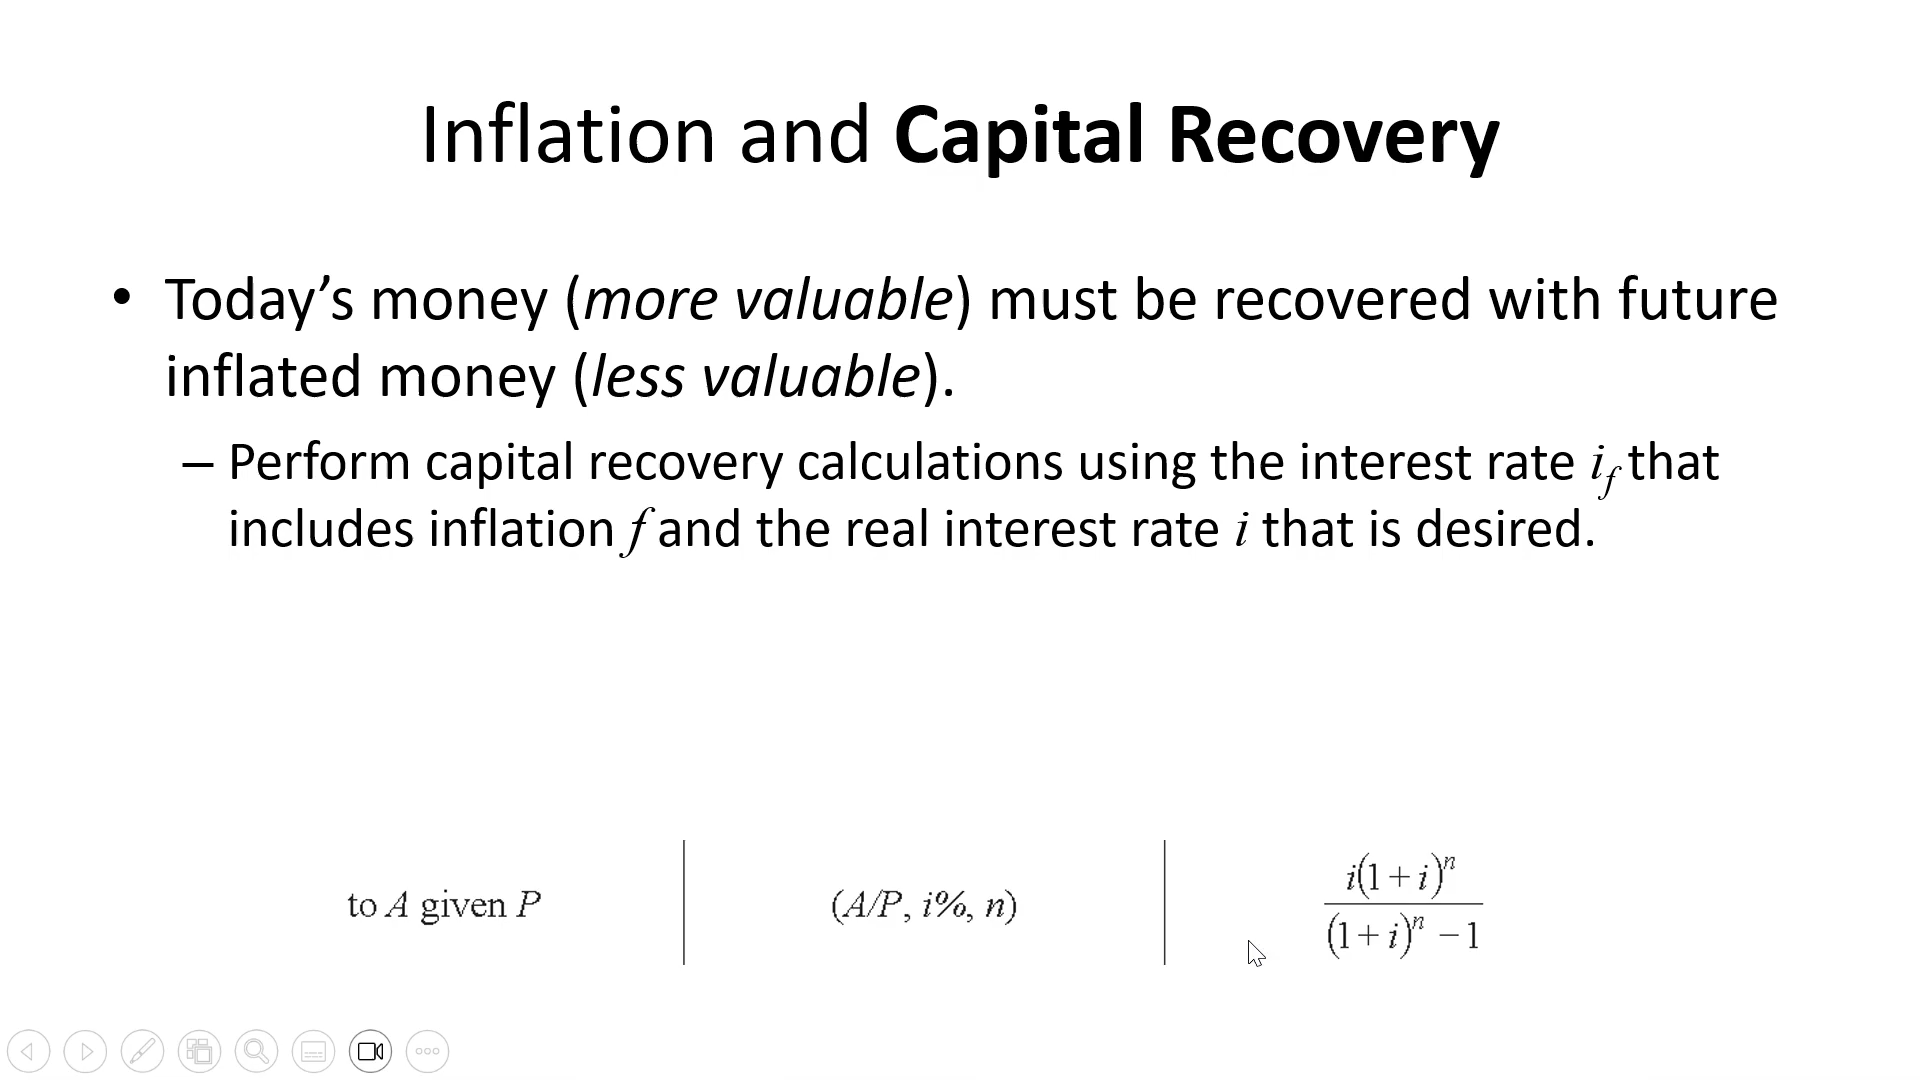 Inflation and Capital Recovery
• Today’s money (more valuable) must be recovered with future
inflated money (less valuable).
– Perform capital recovery calculations using the interest rate i_f that
includes inflation f and the real interest rate i that is desired.
to A given P
(A/P, i%, n)
i(1 + i)^n
(1 + i)^n − 1